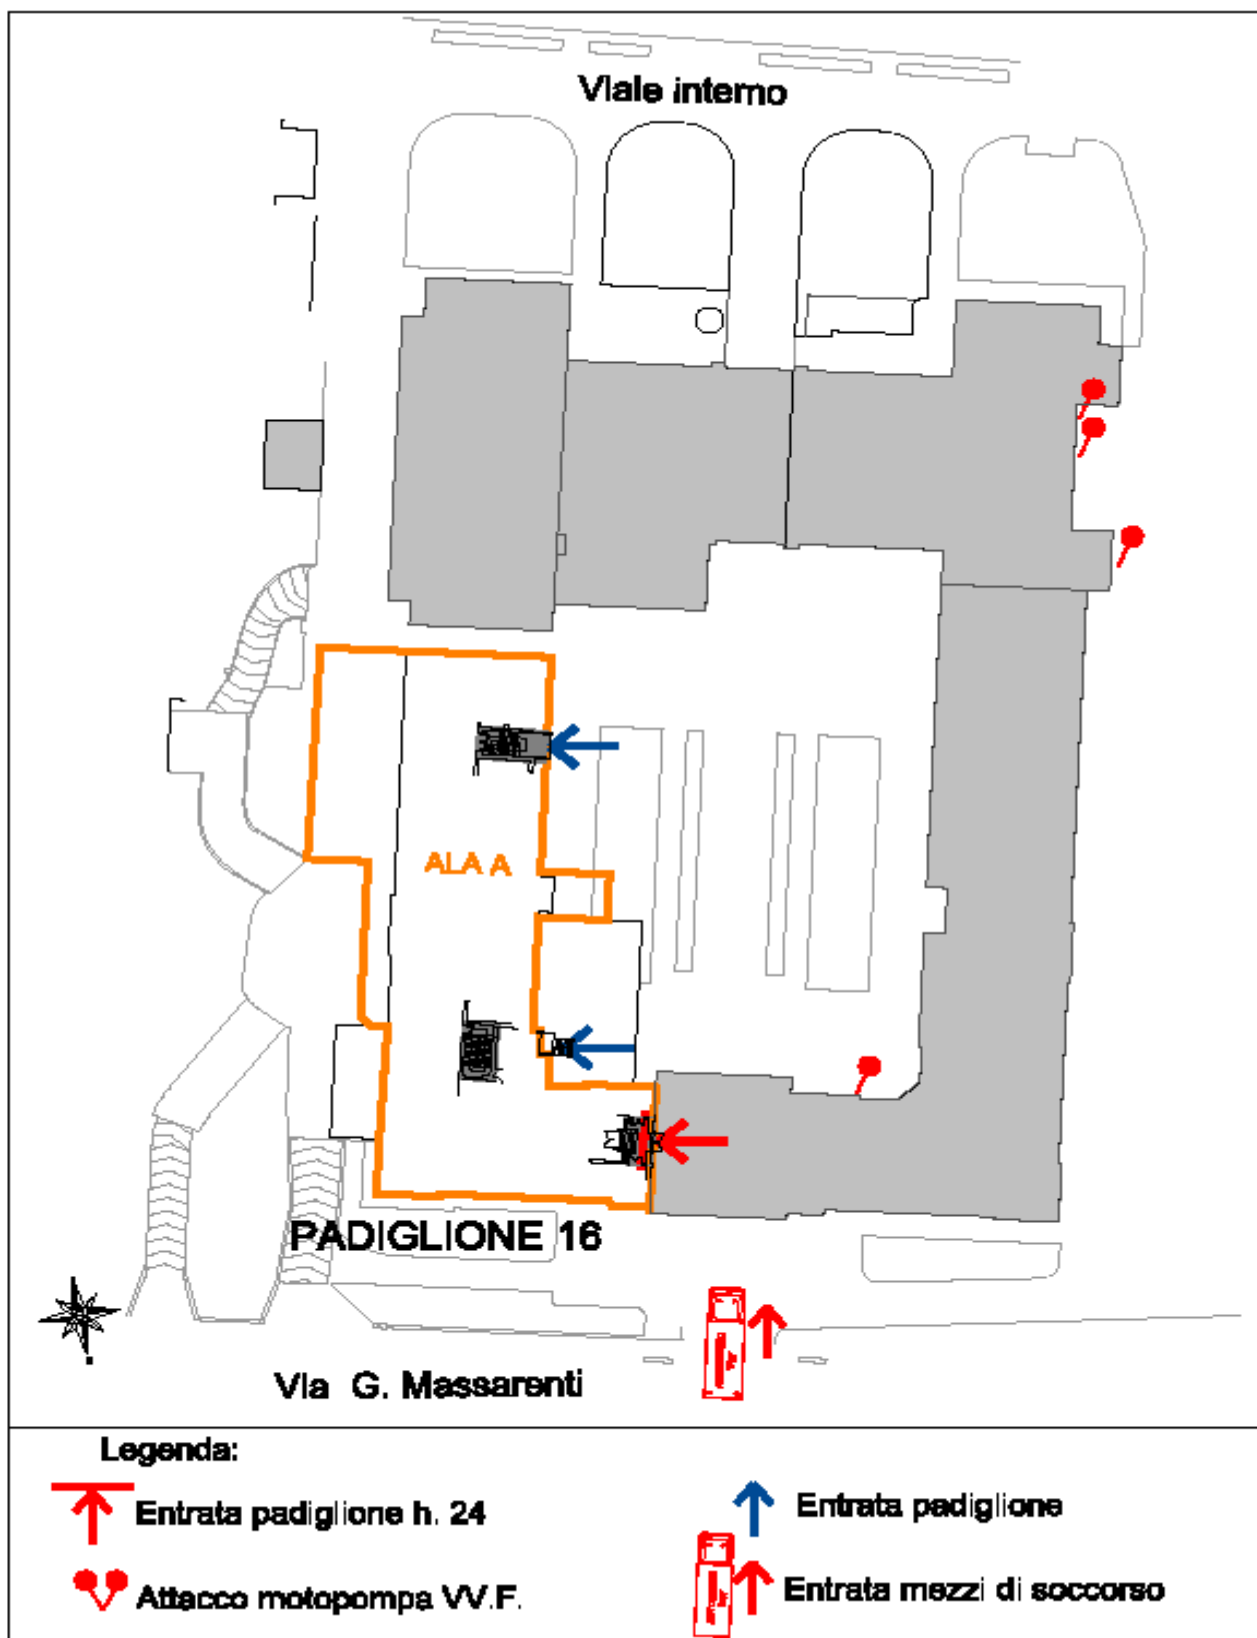 Viale interno
ALA A
PADIGLIONE 16
Via G. Massarenti
Legenda:
Entrata padiglione h. 24
Entrata padiglione
Attacco motopompa VV.F.
Entrata mezzi di soccorso